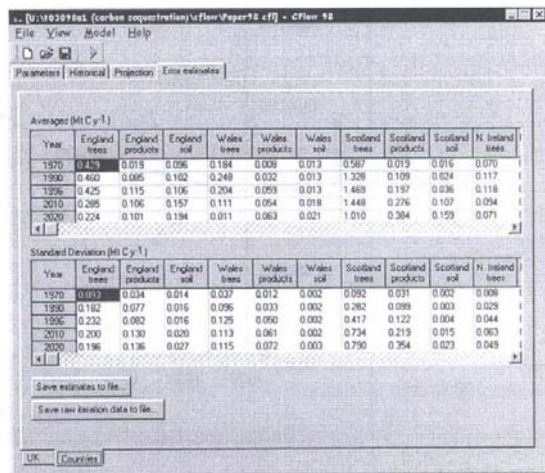 [U:\T03098a1 (carbon sequestration)\cflow\Paper98 cfl] - CFlow 98
File View Model Help
Parameters Historical Projection Error estimates
Averages (Mt C y-1)
Year England trees England products England soil Wales trees Wales products Wales soil Scotland trees Scotland products Scotland soil N. Ireland trees
1970 0.429 0.019 0.096 0.184 0.008 0.013 0.587 0.019 0.016 0.070
1990 0.460 0.085 0.102 0.248 0.032 0.013 1.328 0.109 0.024 0.117
1996 0.425 0.115 0.106 0.204 0.059 0.013 1.469 0.197 0.036 0.118
2010 0.285 0.106 0.157 0.111 0.054 0.018 1.448 0.276 0.107 0.094
2020 0.224 0.101 0.194 0.011 0.063 0.021 1.010 0.384 0.159 0.071
Standard Deviation (Mt C y-1)
Year England trees England products England soil Wales trees Wales products Wales soil Scotland trees Scotland products Scotland soil N. Ireland trees
1970 0.093 0.034 0.014 0.037 0.012 0.002 0.092 0.037 0.002 0.008
1990 0.182 0.077 0.016 0.096 0.033 0.002 0.282 0.099 0.003 0.029
1996 0.232 0.082 0.016 0.125 0.050 0.002 0.417 0.122 0.004 0.044
2010 0.200 0.130 0.020 0.113 0.061 0.002 0.734 0.219 0.015 0.063
2020 0.196 0.136 0.027 0.115 0.072 0.003 0.790 0.354 0.023 0.049
Save estimates to file...
Save raw iteration data to file...
UK Countries